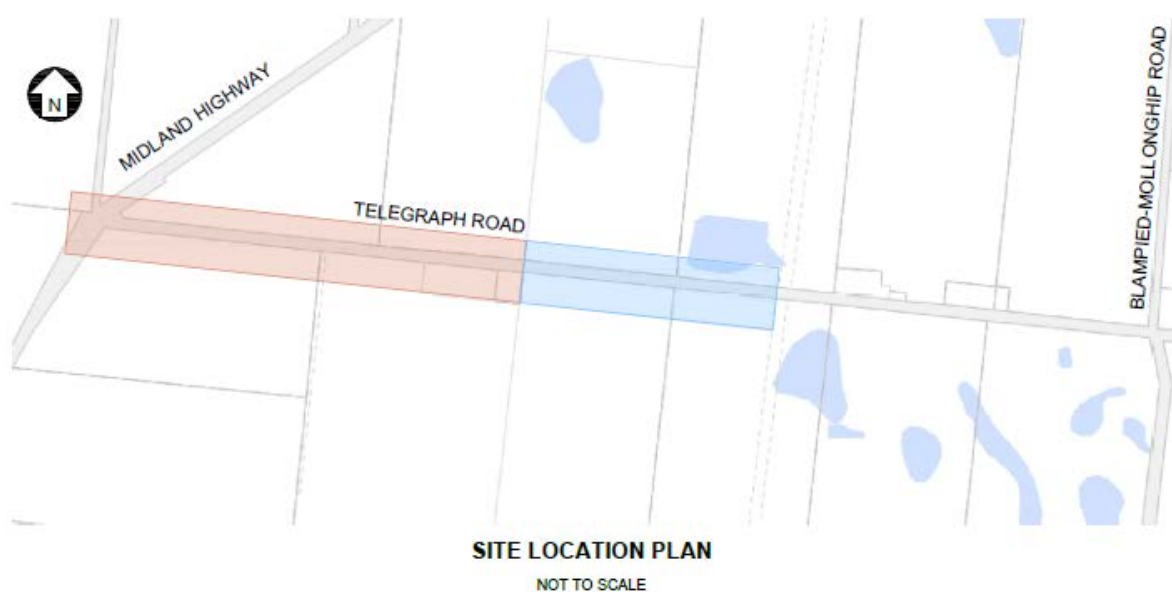 N
MIDLAND HIGHWAY
TELEGRAPH ROAD
BLAMPIED-MOLLONGHIP ROAD
SITE LOCATION PLAN
NOT TO SCALE